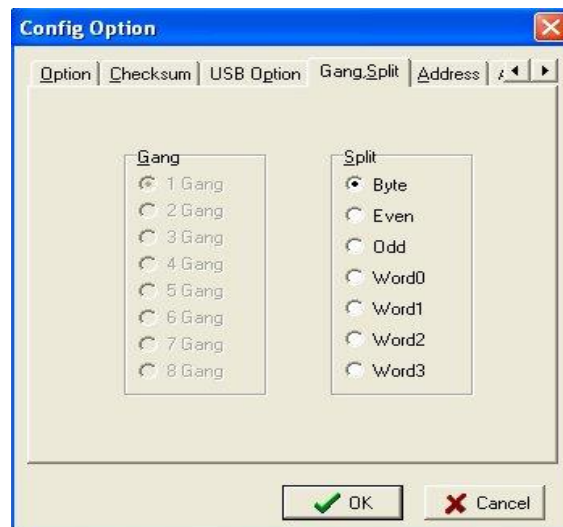 Config Option
Option Checksum USB Option Gang,Split Address
Gang
1 Gang
2 Gang
3 Gang
4 Gang
5 Gang
6 Gang
7 Gang
8 Gang
Split
Byte
Even
Odd
Word0
Word1
Word2
Word3
OK Cancel